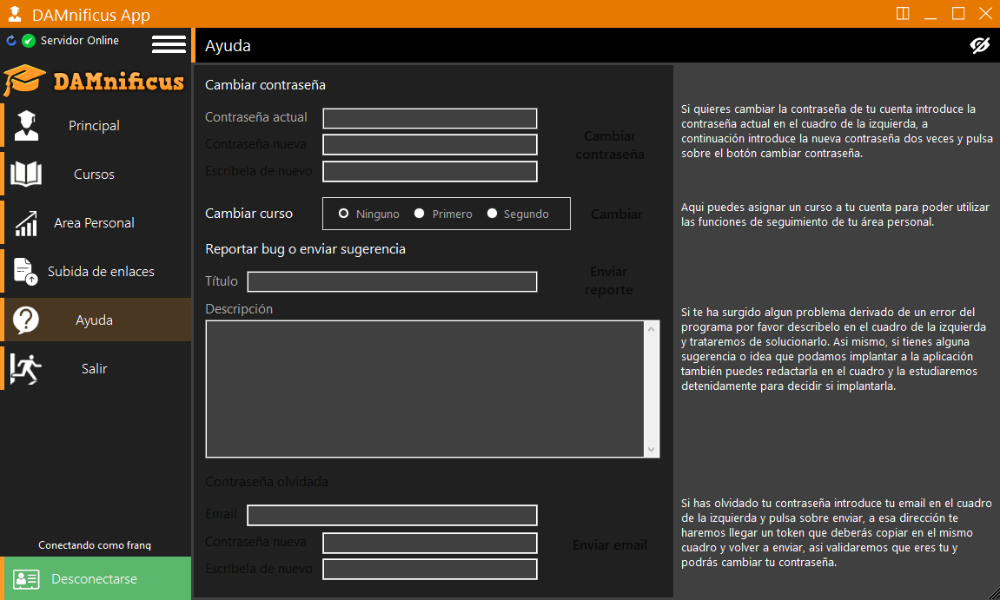 DAMnificus App
Servidor Online
DAMnificus
Principal
Cursos
Area Personal
Subida de enlaces
Ayuda
Salir
Conectando como franq
Desconectarse
Ayuda
Cambiar contraseña
Contraseña actual
Contraseña nueva
Escríbela de nuevo
Cambiar
contraseña
Cambiar curso
Ninguno
Primero
Segundo
Cambiar
Reportar bug o enviar sugerencia
Título
Enviar
reporte
Descripción
Contraseña olvidada
Email
Contraseña nueva
Escríbela de nuevo
Enviar email
Si quieres cambiar la contraseña de tu cuenta introduce la
contraseña actual en el cuadro de la izquierda, a
continuación introduce la nueva contraseña dos veces y pulsa
sobre el botón cambiar contraseña.
Aqui puedes asignar un curso a tu cuenta para poder utilizar
las funciones de seguimiento de tu área personal.
Si te ha surgido algun problema derivado de un error del
programa por favor describelo en el cuadro de la izquierda
y trataremos de solucionarlo. Asi mismo, si tienes alguna
sugerencia o idea que podamos implantar a la aplicación
también puedes redactarla en el cuadro y la estudiaremos
detenidamente para decidir si implantarla.
Si has olvidado tu contraseña introduce tu email en el cuadro
de la izquierda y pulsa sobre enviar, a esa dirección te
haremos llegar un token que deberás copiar en el mismo
cuadro y volver a enviar, asi validaremos que eres tu y
podrás cambiar tu contraseña.